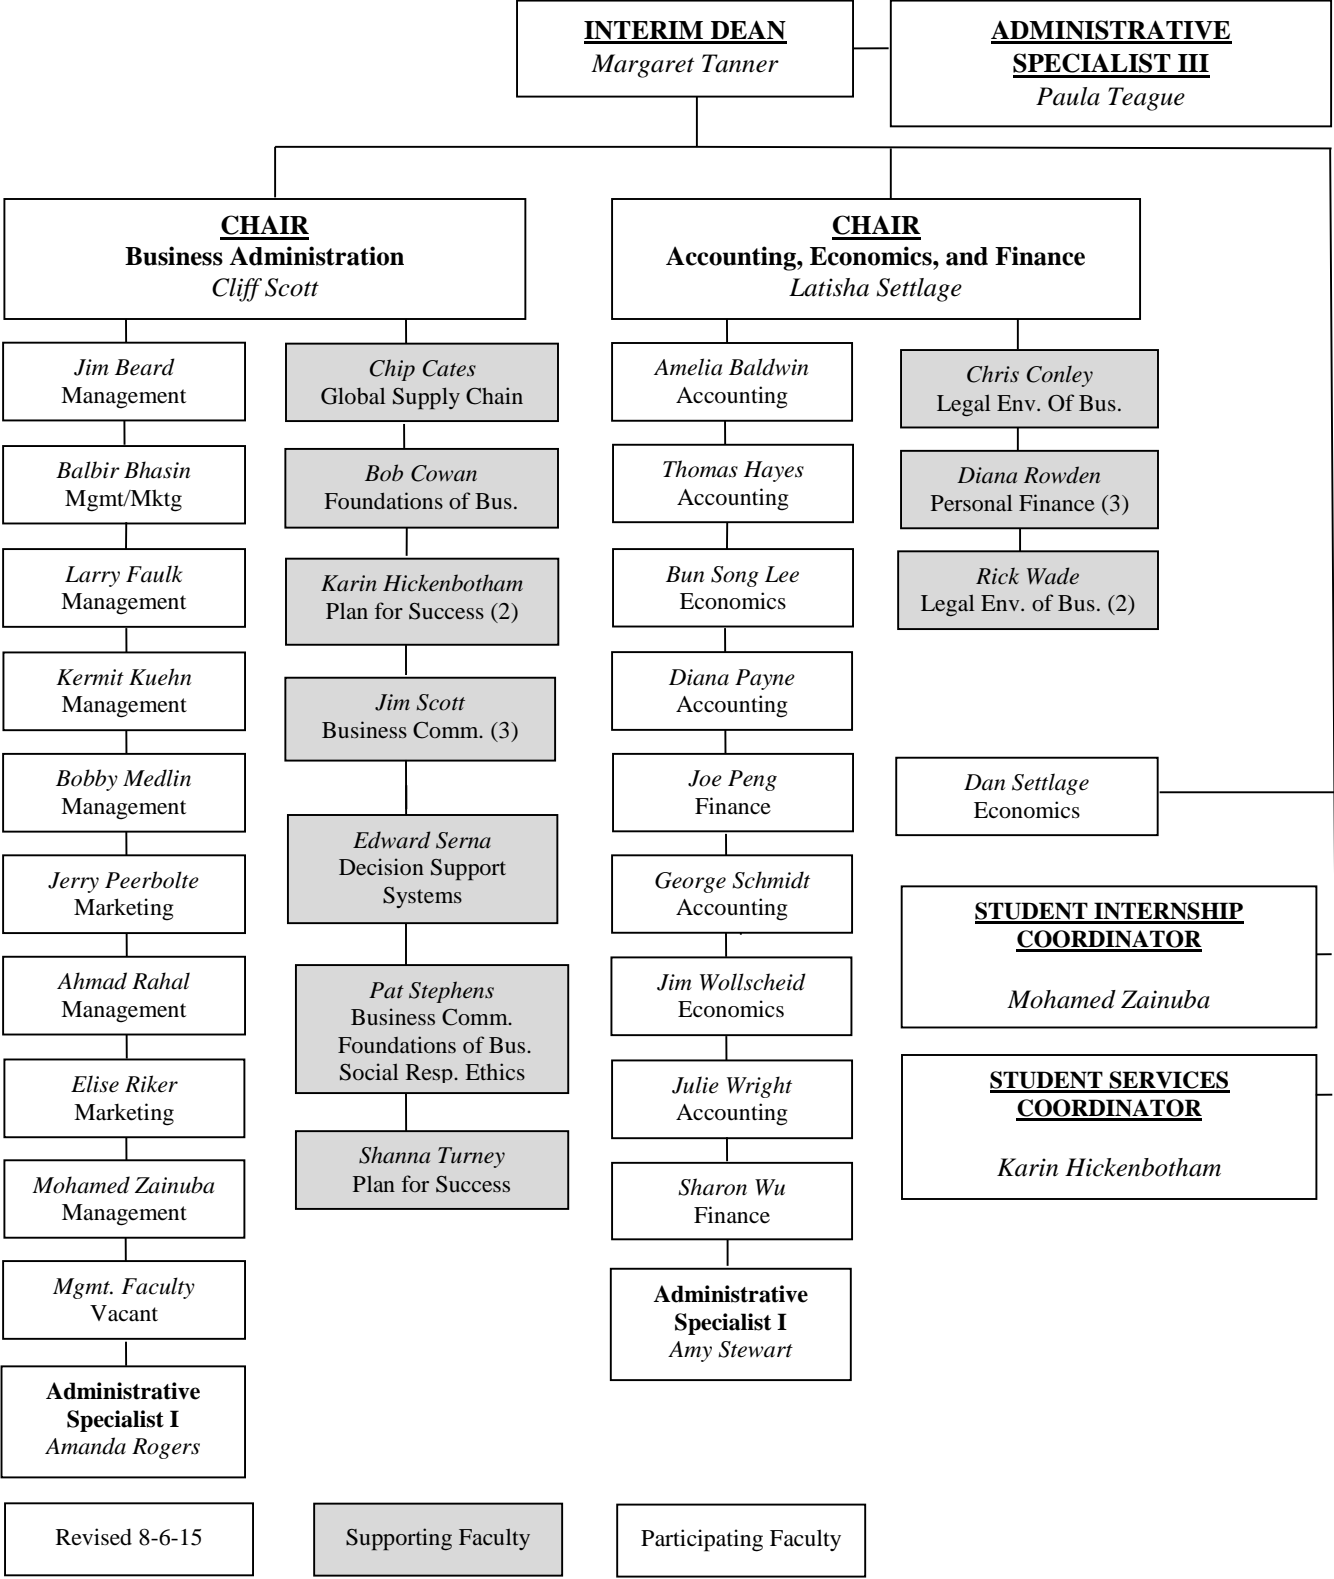 INTERIM DEAN
Margaret Tanner
ADMINISTRATIVE
SPECIALIST III
Paula Teague
CHAIR
Business Administration
Cliff Scott
CHAIR
Accounting, Economics, and Finance
Latisha Settlage
Jim Beard
Management
Balbir Bhasin
Mgmt/Mktg
Larry Faulk
Management
Kermit Kuehn
Management
Bobby Medlin
Management
Jerry Peerbolte
Marketing
Ahmad Rahal
Management
Elise Riker
Marketing
Mohamed Zainuba
Management
Mgmt. Faculty
Vacant
Administrative
Specialist I
Amanda Rogers
Chip Cates
Global Supply Chain
Bob Cowan
Foundations of Bus.
Karin Hickenbotham
Plan for Success (2)
Jim Scott
Business Comm. (3)
Edward Serna
Decision Support
Systems
Pat Stephens
Business Comm.
Foundations of Bus.
Social Resp. Ethics
Shanna Turney
Plan for Success
Amelia Baldwin
Accounting
Thomas Hayes
Accounting
Bun Song Lee
Economics
Diana Payne
Accounting
Joe Peng
Finance
George Schmidt
Accounting
Jim Wollscheid
Economics
Julie Wright
Accounting
Sharon Wu
Finance
Administrative
Specialist I
Amy Stewart
Chris Conley
Legal Env. Of Bus.
Diana Rowden
Personal Finance (3)
Rick Wade
Legal Env. of Bus. (2)
Dan Settlage
Economics
STUDENT INTERNSHIP
COORDINATOR
Mohamed Zainuba
STUDENT SERVICES
COORDINATOR
Karin Hickenbotham
Revised 8-6-15
Supporting Faculty
Participating Faculty